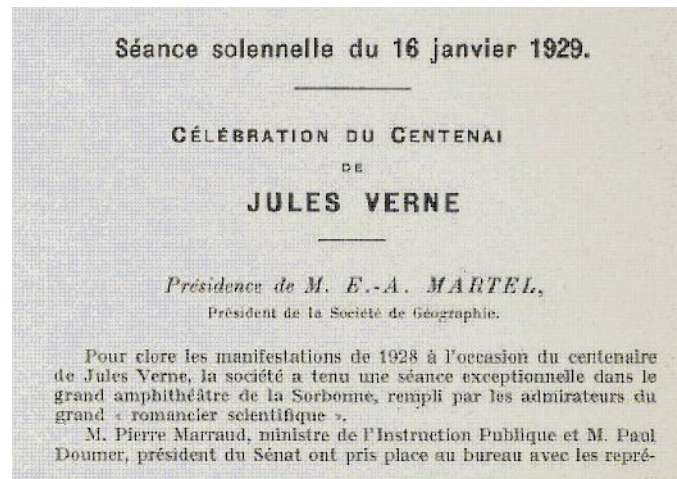 Séance solennelle du 16 janvier 1929.
CÉLÉBRATION DU CENTENAI
DE
JULES VERNE
Présidence de M. E.-A. MARTEL,
Président de la Société de Géographie.
Pour clore les manifestations de 1928 à l'occasion du centenaire
de Jules Verne, la société a tenu une séance exceptionnelle dans le
grand amphithéâtre de la Sorbonne, rempli par les admirateurs du
grand « romancier scientifique ».
M. Pierre Marraud, ministre de l'Instruction Publique et M. Paul
Doumer, président du Sénat ont pris place au bureau avec les repré-